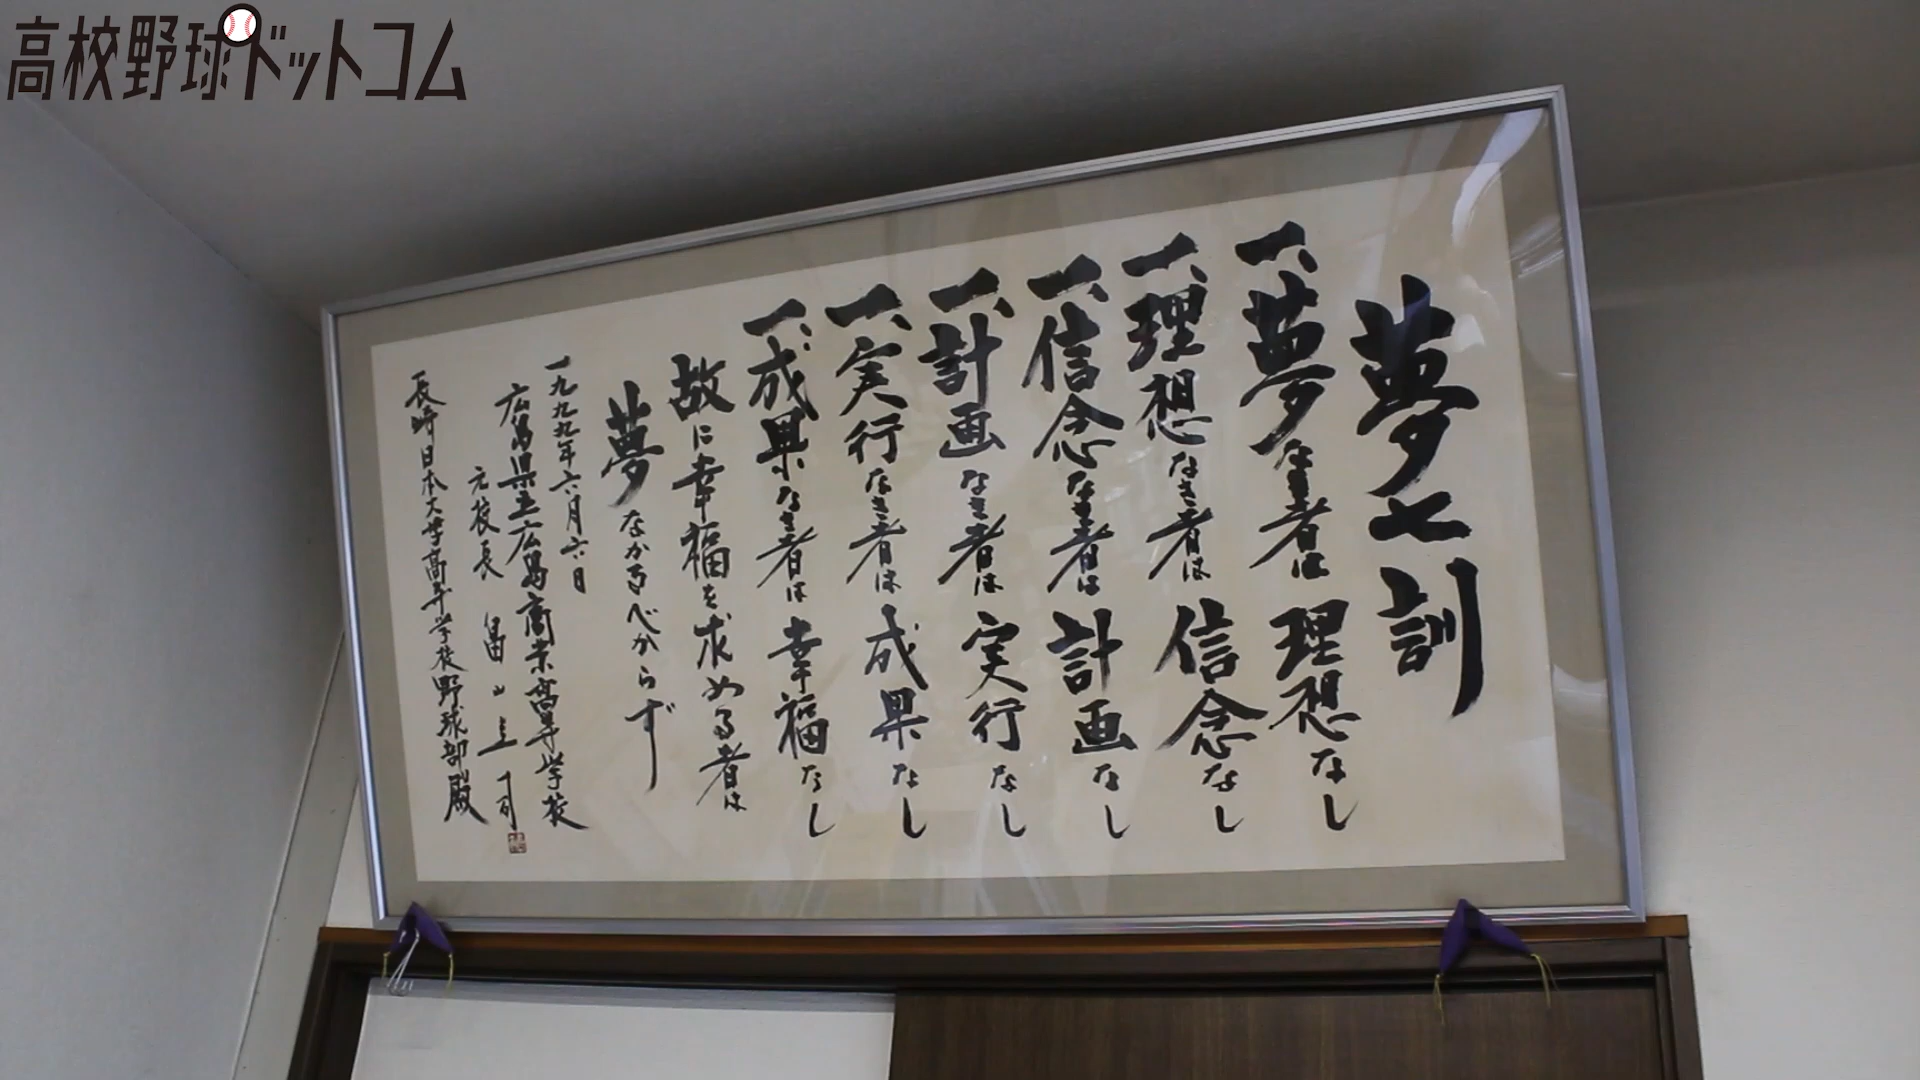 高校野球ドットコム
夢七訓
一、夢なき者は理想なし
一、理想なき者は信念なし
一、信念なき者は計画なし
一、計画なき者は実行なし
一、実行なき者は成果なし
一、成果なき者は幸福なし
故に幸福を求める者は
夢なかるべからず
一九九九年六月六日
広島県立広島商業高等学校
元校長 畠山圭司
長崎日本大学高等学校野球部殿